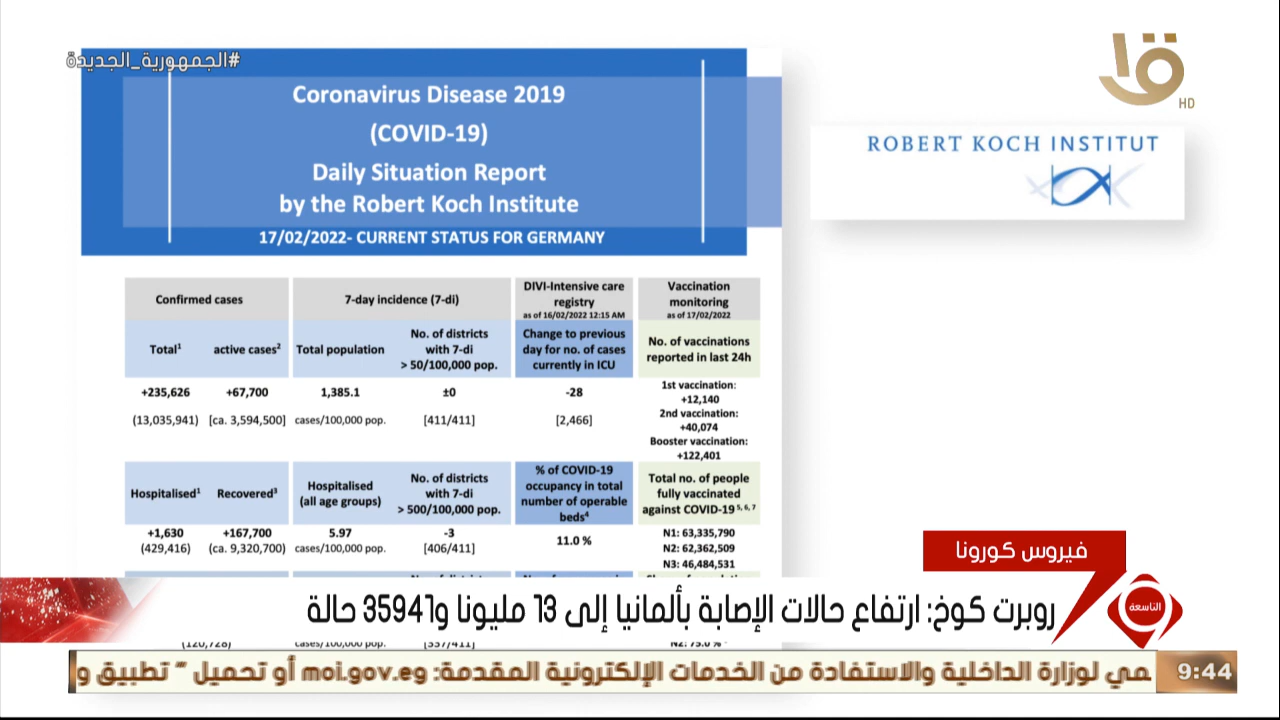 #الجمهورية_الجديدة
HD
ROBERT KOCH INSTITUT
Coronavirus Disease 2019
(COVID-19)
Daily Situation Report
by the Robert Koch Institute
17/02/2022- CURRENT STATUS FOR GERMANY
Confirmed cases
7-day incidence (7-di)
DIVI-Intensive care
registry
as of 16/02/2022 12:15 AM
Vaccination
monitoring
as of 17/02/2022
Total¹
active cases²
Total population
No. of districts
with 7-di
> 50/100,000 pop.
Change to previous
day for no. of cases
currently in ICU
No. of vaccinations
reported in last 24h
+235,626
(13,035,941)
+67,700
[ca. 3,594,500]
1,385.1
cases/100,000 pop.
±0
[411/411]
-28
[2,466]
1st vaccination:
+12,140
2nd vaccination:
+40,074
Booster vaccination:
+122,401
Hospitalised¹
Recovered³
Hospitalised
(all age groups)
No. of districts
with 7-di
> 500/100,000 pop.
% of COVID-19
occupancy in total
number of operable
beds⁴
Total no. of people
fully vaccinated
against COVID-19 ⁵, ⁶, ⁷
+1,630
(429,416)
+167,700
(ca. 9,320,700)
5.97
cases/100,000 pop.
-3
[406/411]
11.0 %
N1: 63,335,790
N2: 62,362,509
N3: 46,484,531
فيروس كورونا
التاسعة
روبرت كوخ: ارتفاع حالات الإصابة بألمانيا إلى 13 مليونا و35941 حالة
9:44
ـمي لوزارة الداخلية والاستفادة من الخدمات الإلكترونية المقدمة: moi.gov.eg أو تحميل " تطبيق و